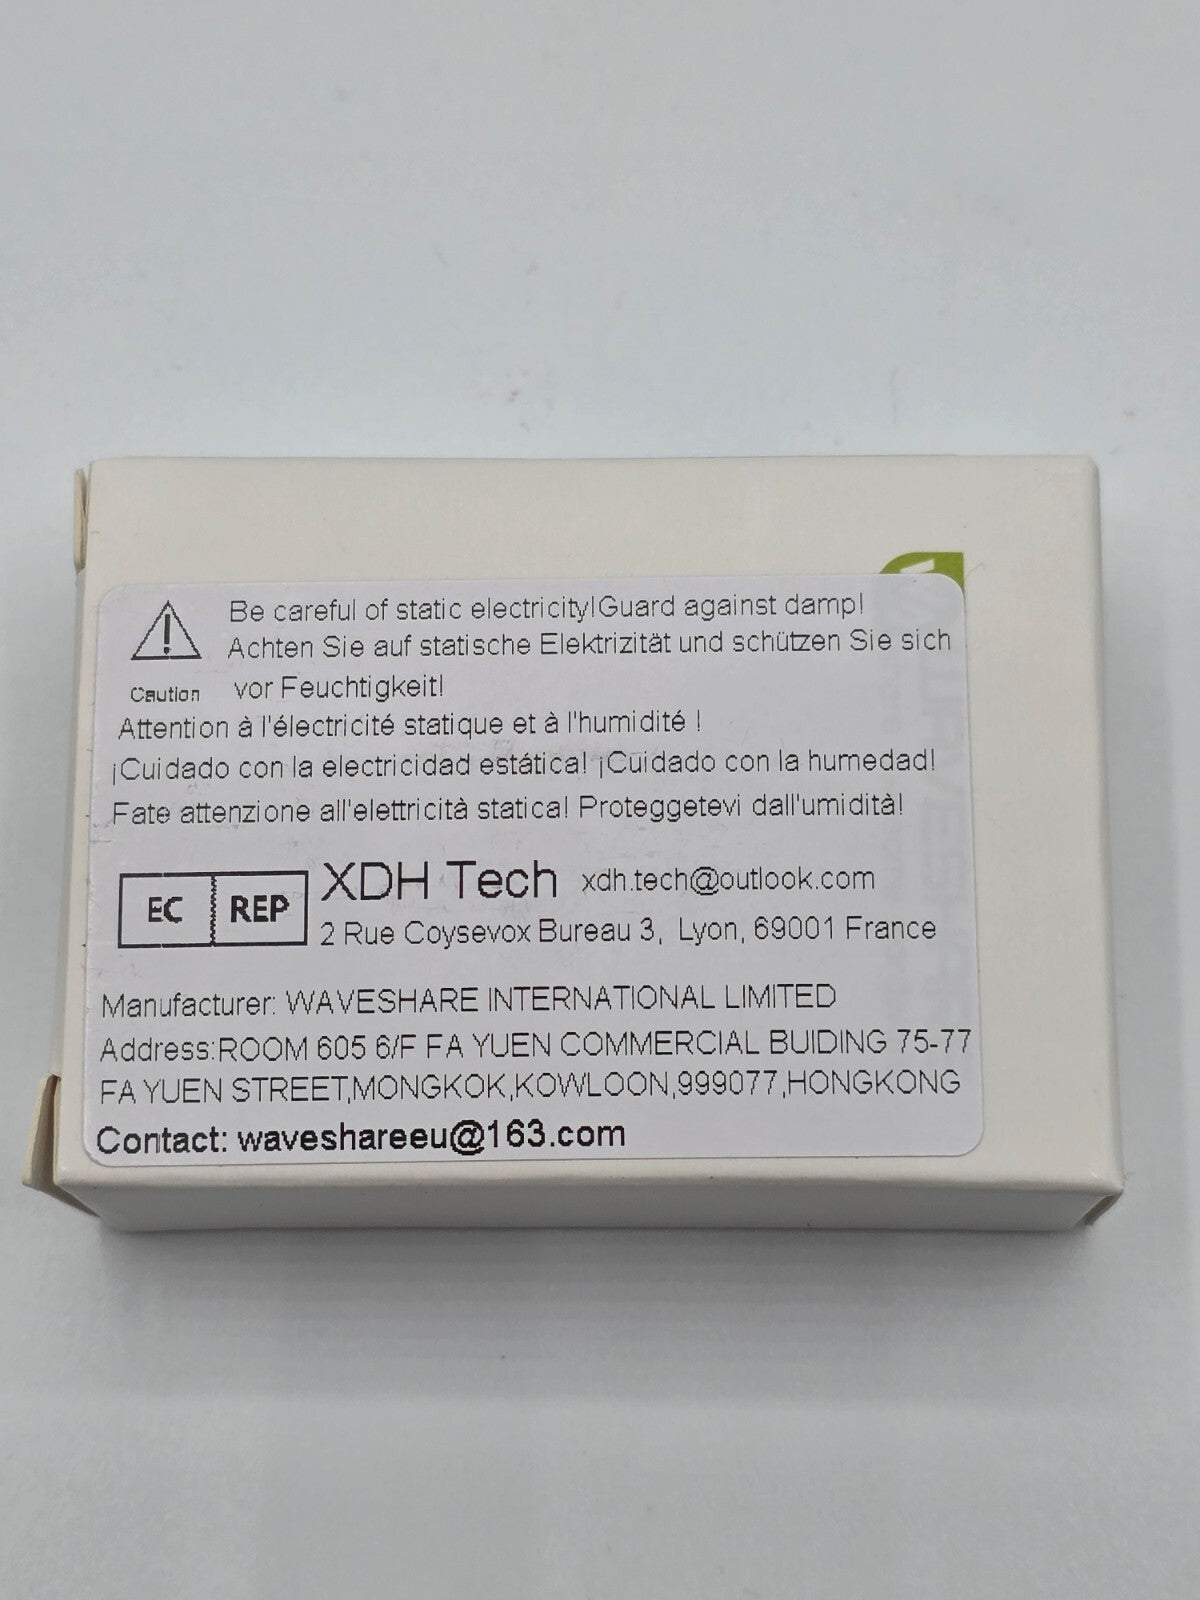 Be careful of static electricity!Guard against damp!
Achten Sie auf statische Elektrizität und schützen Sie sich
Caution vor Feuchtigkeit!
Attention à l'électricité statique et à l'humidité !
¡Cuidado con la electricidad estática! ¡Cuidado con la humedad!
Fate attenzione all'elettricità statica! Proteggetevi dall'umidità!
EC REP XDH Tech xdh.tech@outlook.com
2 Rue Coysevox Bureau 3, Lyon, 69001 France
Manufacturer: WAVESHARE INTERNATIONAL LIMITED
Address:ROOM 605 6/F FA YUEN COMMERCIAL BUIDING 75-77
FA YUEN STREET,MONGKOK,KOWLOON,999077,HONGKONG
Contact: waveshareeu@163.com